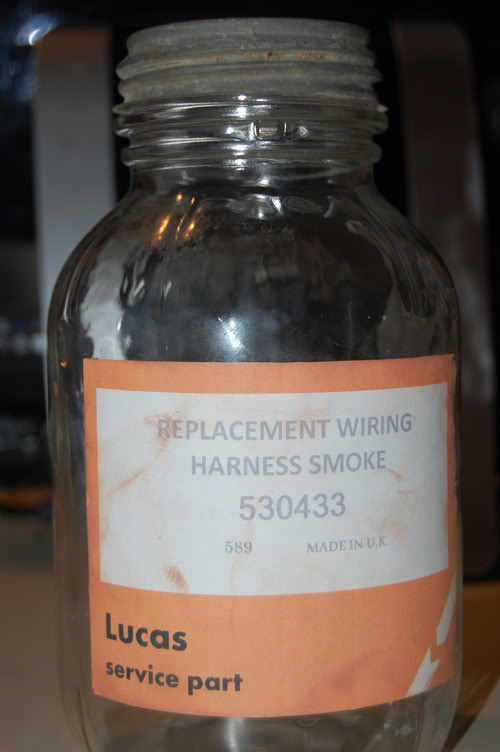 REPLACEMENT WIRING
HARNESS SMOKE
530433
589 MADE IN U.K.
Lucas
service part